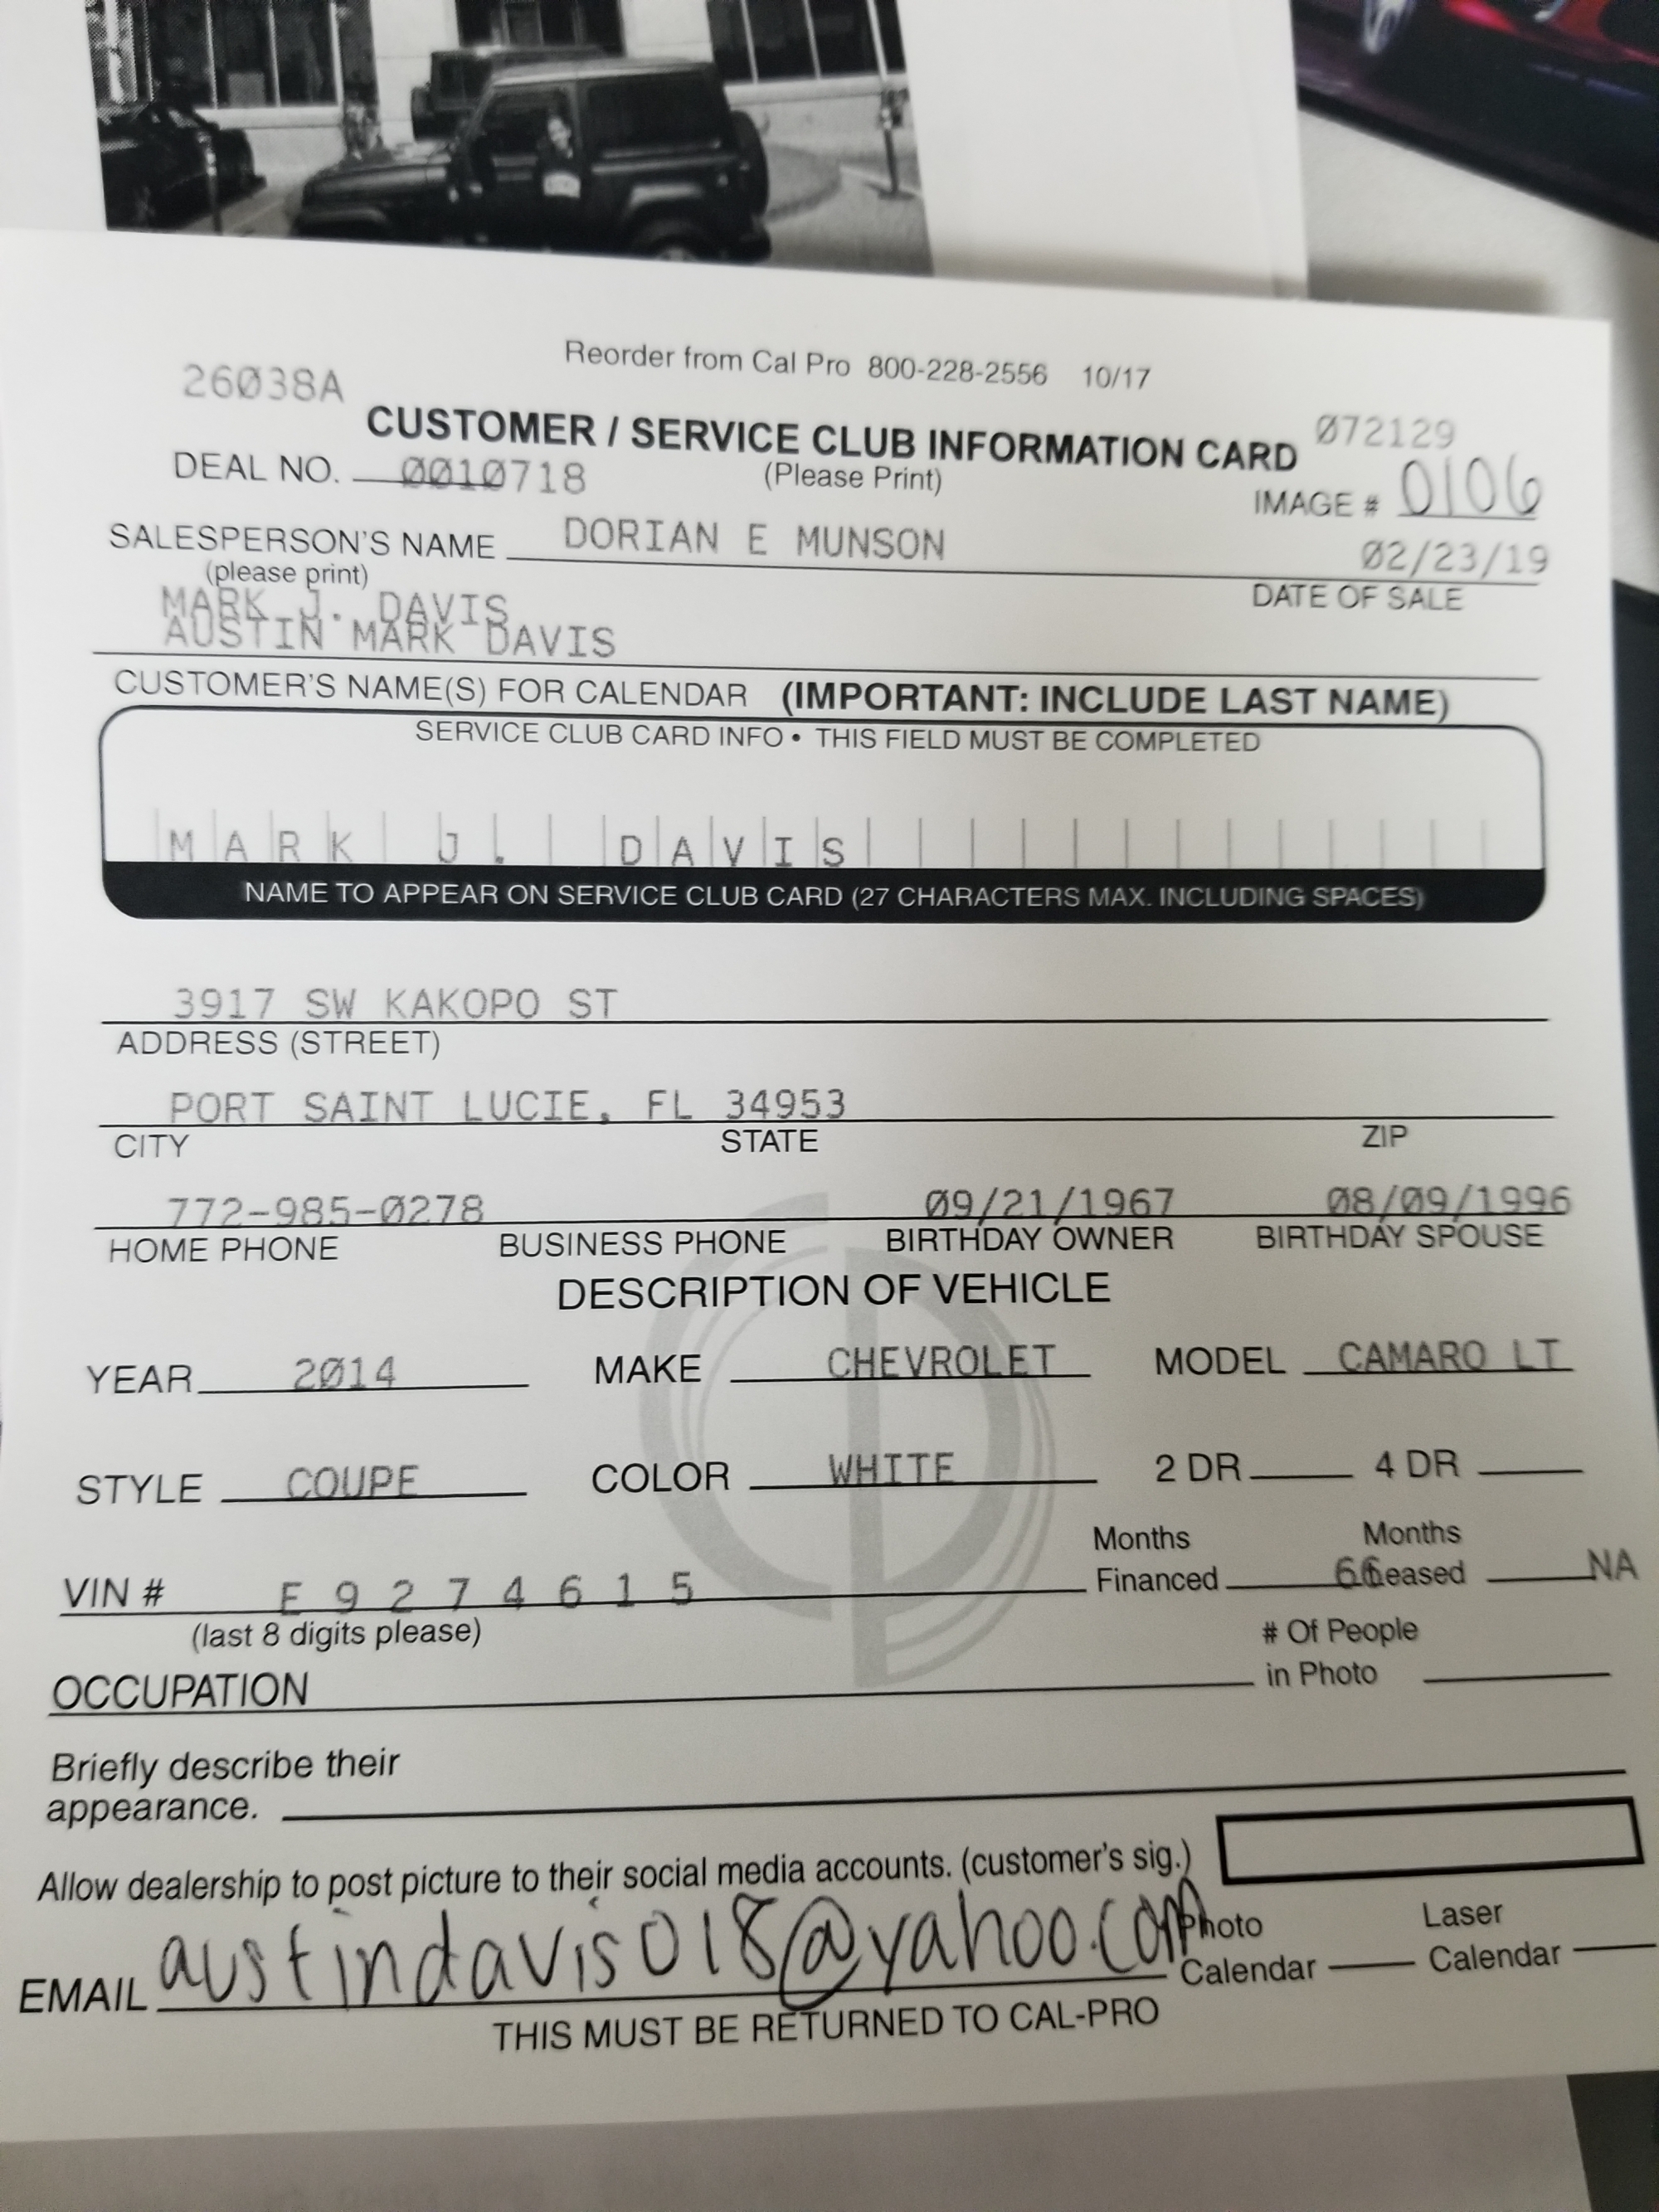 Reorder from Cal Pro 800-228-2556 10/17
26038A
CUSTOMER / SERVICE CLUB INFORMATION CARD
072129
DEAL NO. 0010718
(Please Print)
IMAGE # 0106
SALESPERSON'S NAME DORIAN E MUNSON
02/23/19
(please print)
DATE OF SALE
MARK J. DAVIS
AUSTIN MARK DAVIS
CUSTOMER'S NAME(S) FOR CALENDAR (IMPORTANT: INCLUDE LAST NAME)
SERVICE CLUB CARD INFO • THIS FIELD MUST BE COMPLETED
MARK J. DAVIS
NAME TO APPEAR ON SERVICE CLUB CARD (27 CHARACTERS MAX. INCLUDING SPACES)
3917 SW KAKOPO ST
ADDRESS (STREET)
PORT SAINT LUCIE, FL 34953
CITY STATE ZIP
772-985-0278 09/21/1967 08/09/1996
HOME PHONE BUSINESS PHONE BIRTHDAY OWNER BIRTHDAY SPOUSE
DESCRIPTION OF VEHICLE
YEAR 2014 MAKE CHEVROLET MODEL CAMARO LT
STYLE COUPE COLOR WHITE 2 DR 4 DR
Months Months
VIN # E9274615 Financed 66 Leased NA
(last 8 digits please)
# Of People
OCCUPATION in Photo
Briefly describe their
appearance.
Allow dealership to post picture to their social media accounts. (customer's sig.)
Photo Laser
EMAIL austindavis018@yahoo.com Calendar Calendar
THIS MUST BE RETURNED TO CAL-PRO